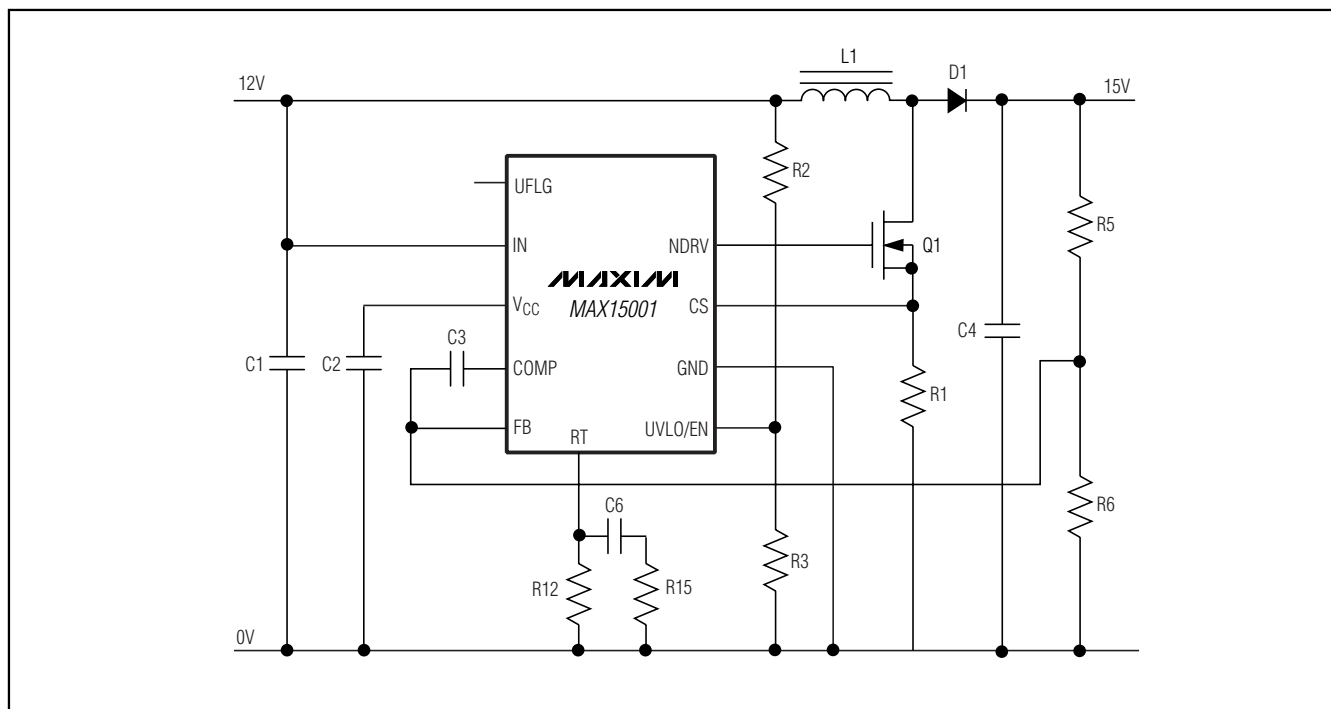 12V
L1
D1
15V
R2
UFLG
R5
IN
NDRV
Q1
MAXIM
MAX15001
VCC
CS
C3
C4
C1
C2
COMP
GND
R1
FB
RT
UVLO/EN
C6
R6
R12
R15
R3
0V